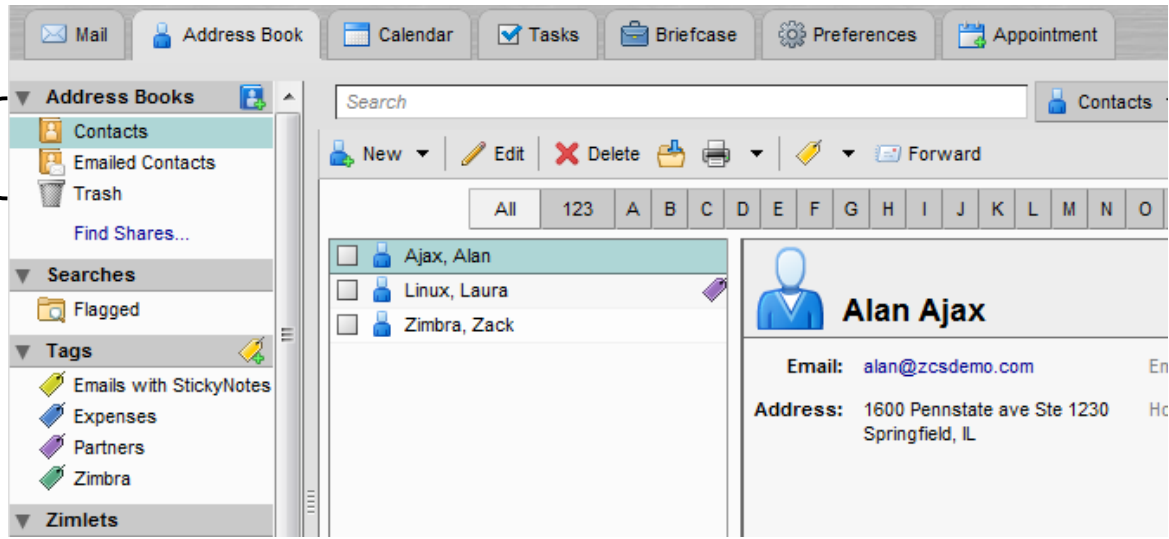 Mail Address Book Calendar Tasks Briefcase Preferences Appointment
Address Books
Contacts
Emailed Contacts
Trash
Find Shares...
Searches
Flagged
Tags
Emails with StickyNotes
Expenses
Partners
Zimbra
Zimlets
Search Contacts
New Edit Delete Forward
All 123 A B C D E F G H I J K L M N O
Ajax, Alan
Linux, Laura
Zimbra, Zack
Alan Ajax
Email: alan@zcsdemo.com
Address: 1600 Pennstate ave Ste 1230
Springfield, IL